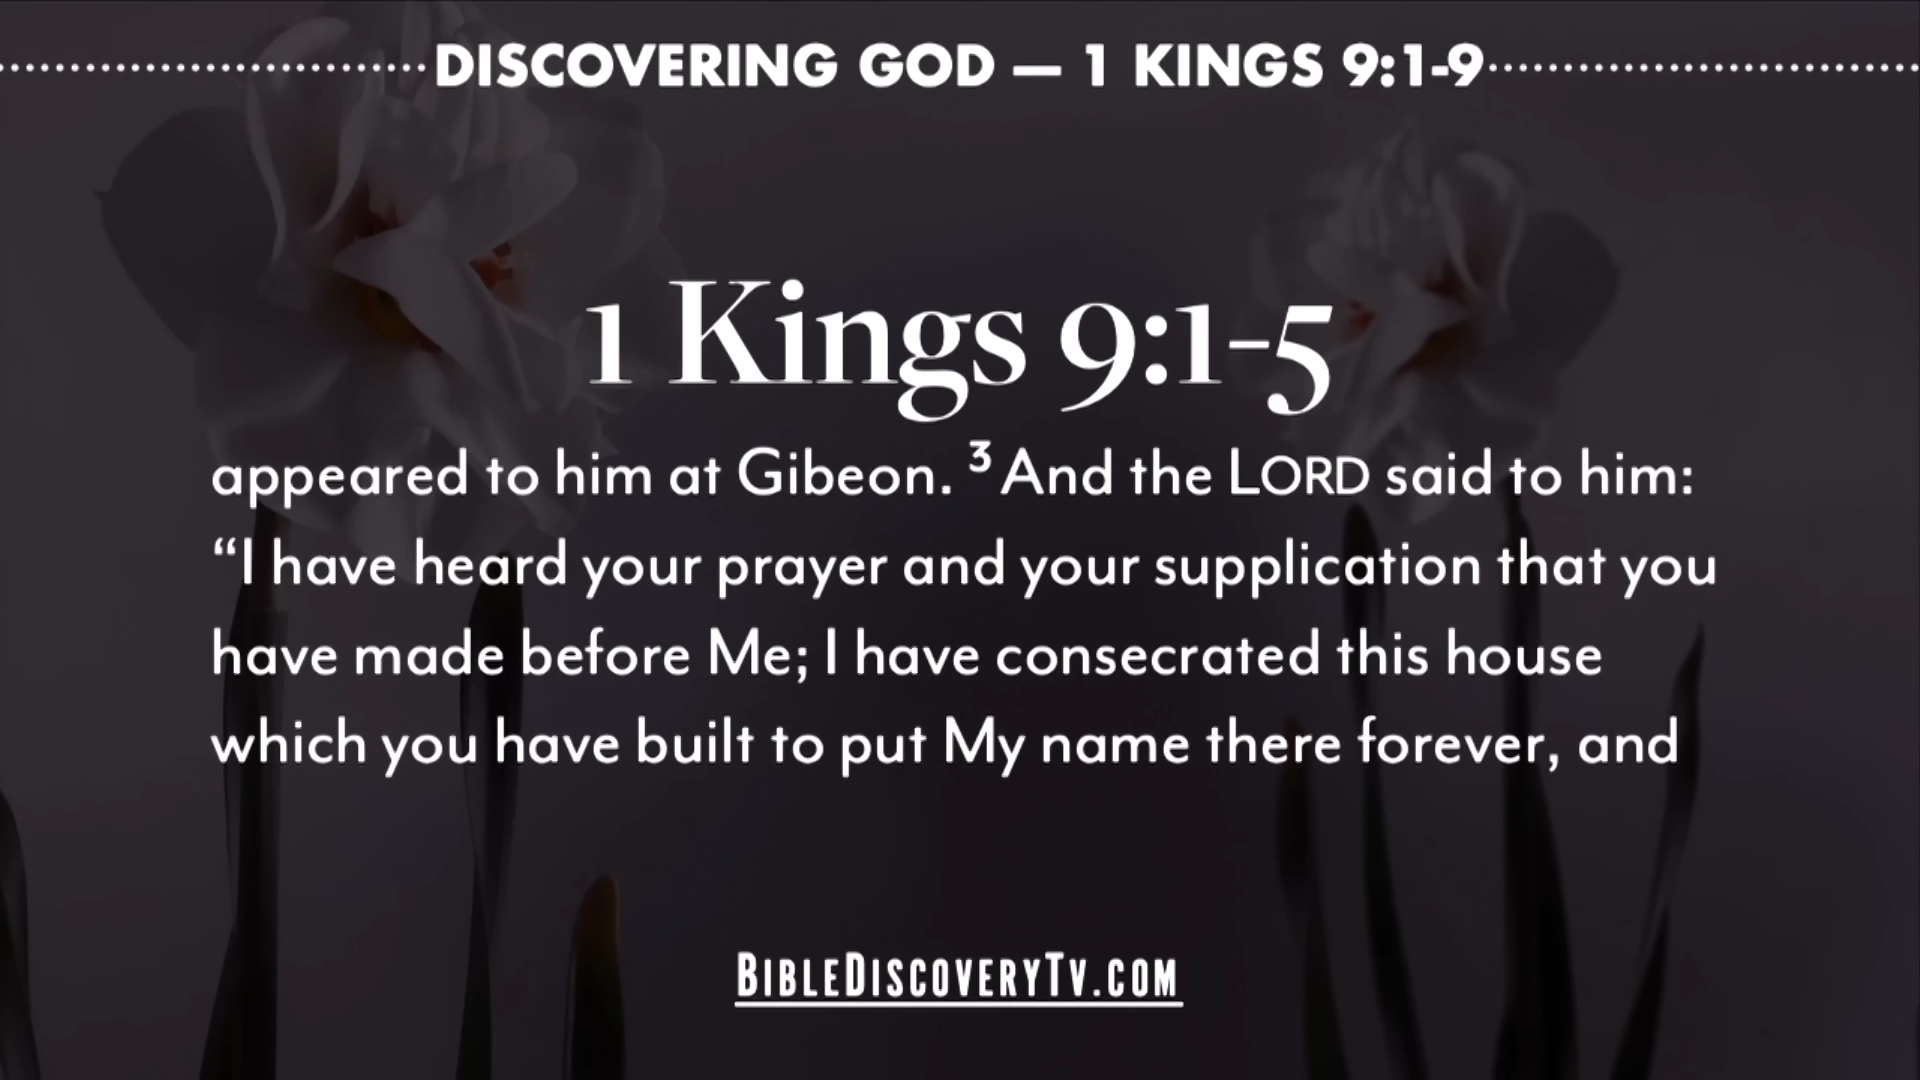 DISCOVERING GOD — 1 KINGS 9:1-9
1 Kings 9:1-5
appeared to him at Gibeon. ³ And the LORD said to him:
“I have heard your prayer and your supplication that you
have made before Me; I have consecrated this house
which you have built to put My name there forever, and
BIBLEDISCOVERYTV.COM